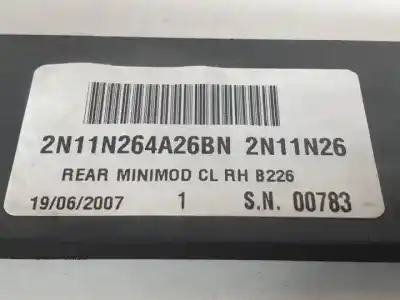 2N11N264A26BN 2N11N26
REAR MINIMOD CL RH B226
19/06/2007 1 S.N. 00783